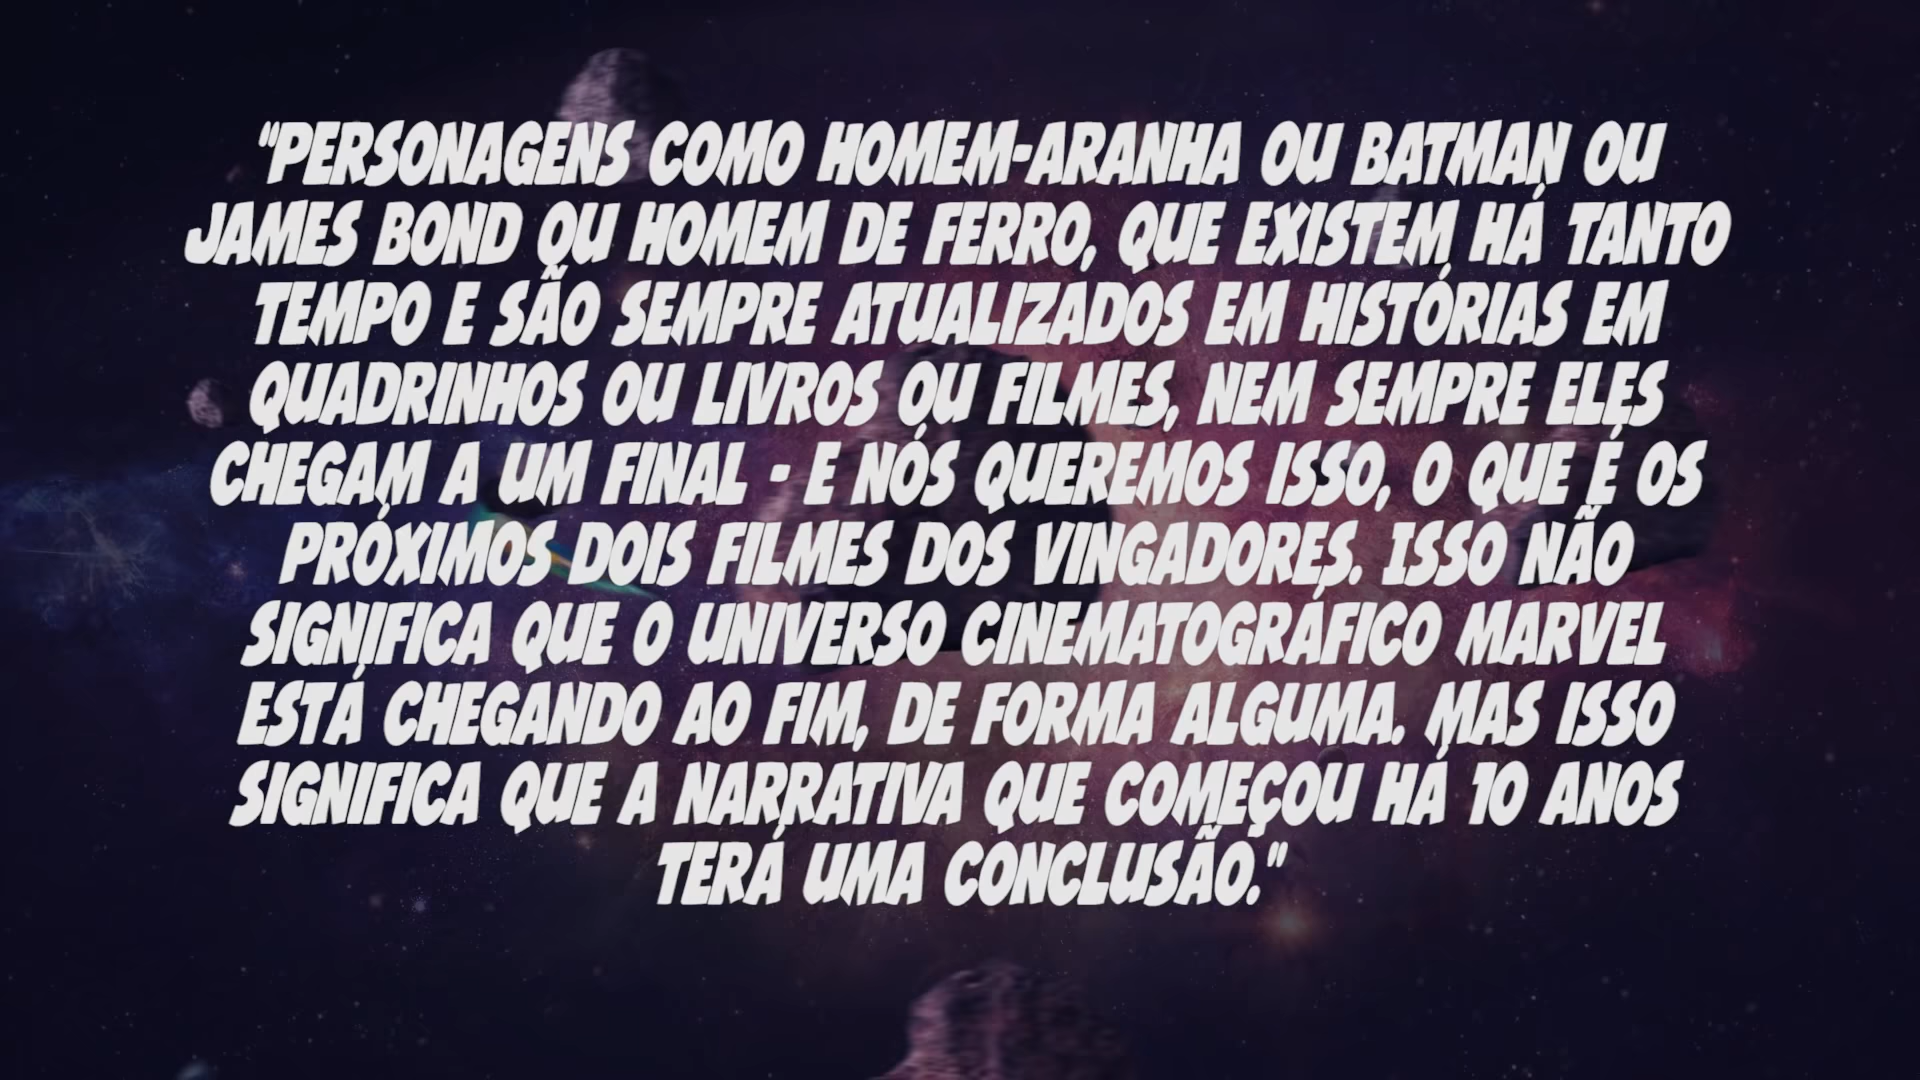 "PERSONAGENS COMO HOMEM-ARANHA OU BATMAN OU
JAMES BOND OU HOMEM DE FERRO, QUE EXISTEM HÁ TANTO
TEMPO E SÃO SEMPRE ATUALIZADOS EM HISTÓRIAS EM
QUADRINHOS OU LIVROS OU FILMES, NEM SEMPRE ELES
CHEGAM A UM FINAL - E NÓS QUEREMOS ISSO, O QUE É OS
PRÓXIMOS DOIS FILMES DOS VINGADORES. ISSO NÃO
SIGNIFICA QUE O UNIVERSO CINEMATOGRÁFICO MARVEL
ESTÁ CHEGANDO AO FIM, DE FORMA ALGUMA. MAS ISSO
SIGNIFICA QUE A NARRATIVA QUE COMEÇOU HÁ 10 ANOS
TERÁ UMA CONCLUSÃO."